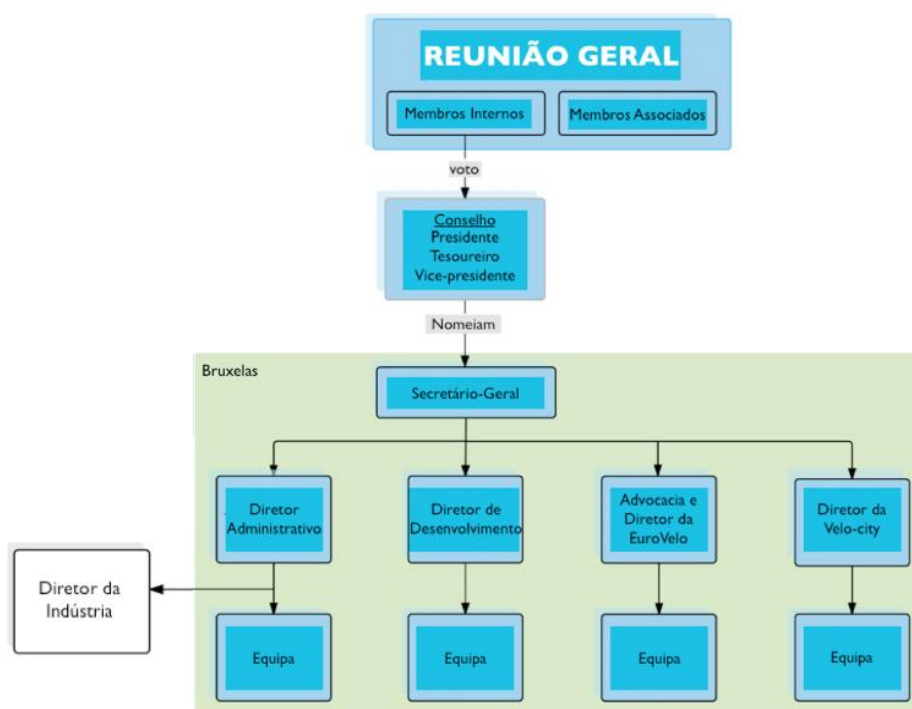 REUNIÃO GERAL
Membros Internos
Membros Associados
voto
Conselho
Presidente
Tesoureiro
Vice-presidente
Nomeiam
Bruxelas
Secretário-Geral
Diretor
Administrativo
Diretor de
Desenvolvimento
Advocacia e
Diretor da
EuroVelo
Diretor da
Velo-city
Diretor da
Indústria
Equipa
Equipa
Equipa
Equipa